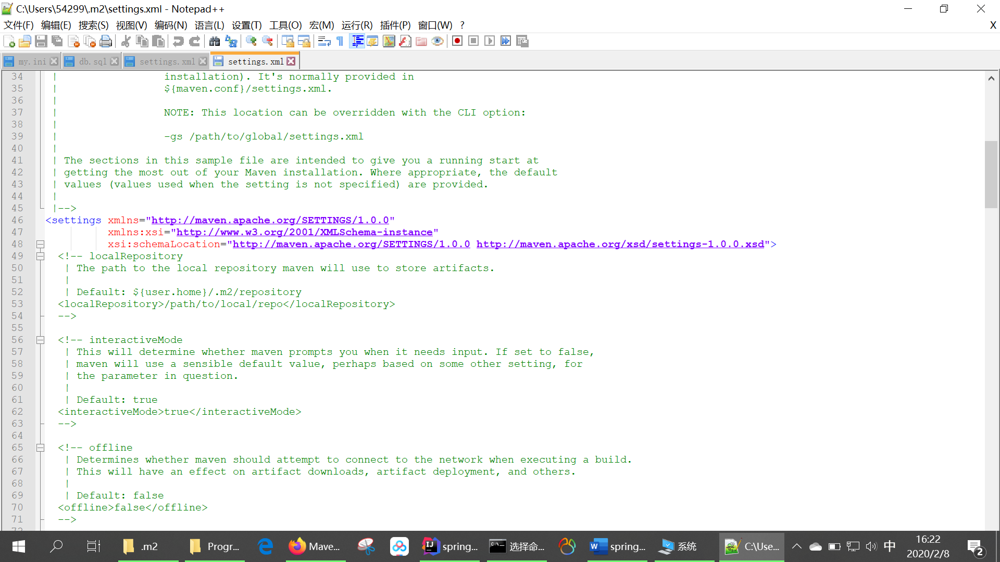 C:\Users\54299\.m2\settings.xml - Notepad++
文件(F) 编辑(E) 搜索(S) 视图(V) 编码(N) 语言(L) 设置(T) 工具(O) 宏(M) 运行(R) 插件(P) 窗口(W) ? X
my.ini db.sql settings.xml settings.xml
34 | installation). It's normally provided in
35 | ${maven.conf}/settings.xml.
36 |
37 | NOTE: This location can be overridden with the CLI option:
38 |
39 | -gs /path/to/global/settings.xml
40 |
41 | The sections in this sample file are intended to give you a running start at
42 | getting the most out of your Maven installation. Where appropriate, the default
43 | values (values used when the setting is not specified) are provided.
44 |
45 |-->
46 <settings xmlns="http://maven.apache.org/SETTINGS/1.0.0"
47 xmlns:xsi="http://www.w3.org/2001/XMLSchema-instance"
48 xsi:schemaLocation="http://maven.apache.org/SETTINGS/1.0.0 http://maven.apache.org/xsd/settings-1.0.0.xsd">
49 <!-- localRepository
50 | The path to the local repository maven will use to store artifacts.
51 |
52 | Default: ${user.home}/.m2/repository
53 <localRepository>/path/to/local/repo</localRepository>
54 -->
55
56 <!-- interactiveMode
57 | This will determine whether maven prompts you when it needs input. If set to false,
58 | maven will use a sensible default value, perhaps based on some other setting, for
59 | the parameter in question.
60 |
61 | Default: true
62 <interactiveMode>true</interactiveMode>
63 -->
64
65 <!-- offline
66 | Determines whether maven should attempt to connect to the network when executing a build.
67 | This will have an effect on artifact downloads, artifact deployment, and others.
68 |
69 | Default: false
70 <offline>false</offline>
71 -->
72
.m2 Progr... Mave... spring... 选择命... spring... 系统 C:\Use... 中 16:22 2
2020/2/8